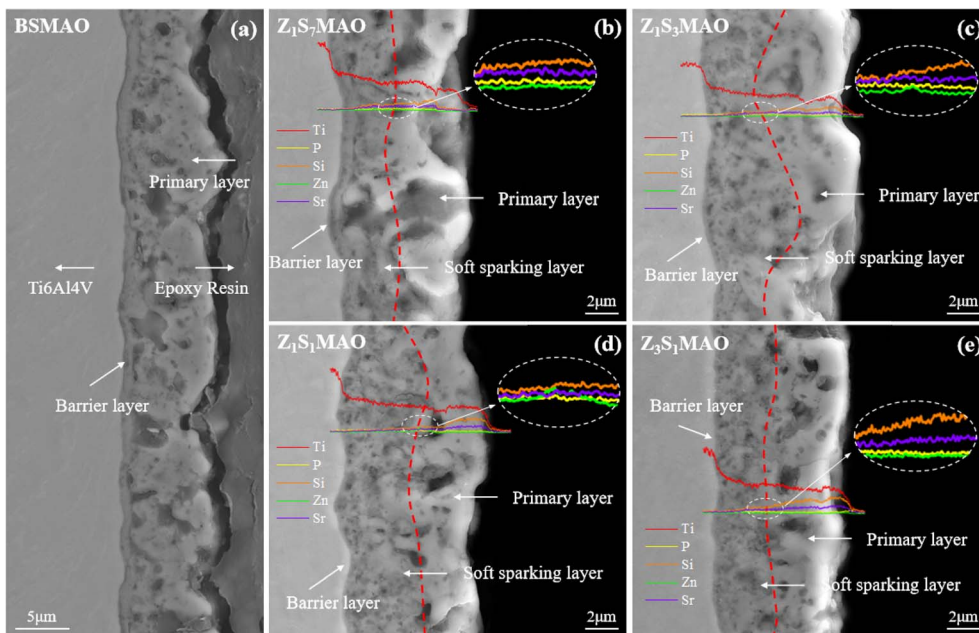 BSMAO
(a)
Primary layer
Ti6Al4V
Epoxy Resin
Barrier layer
5μm
Z₁S₇MAO
(b)
Ti
P
Si
Zn
Sr
Primary layer
Barrier layer
Soft sparking layer
2μm
Z₁S₃MAO
(c)
Ti
P
Si
Zn
Sr
Primary layer
Barrier layer
Soft sparking layer
2μm
Z₁S₁MAO
(d)
Ti
P
Si
Zn
Sr
Primary layer
Soft sparking layer
Barrier layer
2μm
Z₃S₁MAO
(e)
Barrier layer
Ti
P
Si
Zn
Sr
Primary layer
Soft sparking layer
2μm